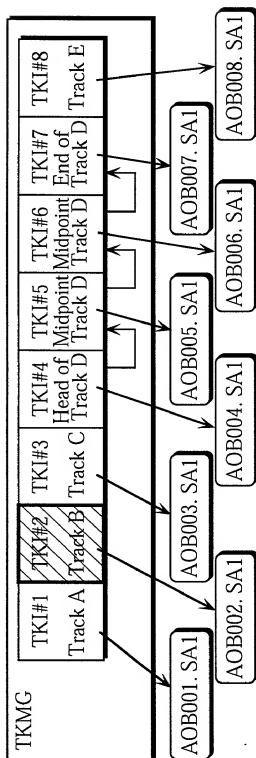 TKMG
TKI#1
Track A
TKI#2
Track B
TKI#3
Track C
TKI#4
Head of
Track D
TKI#5
Midpoint
Track D
TKI#6
Midpoint
Track D
TKI#7
End of
Track D
TKI#8
Track E
AOB001. SA1
AOB002. SA1
AOB003. SA1
AOB004. SA1
AOB005. SA1
AOB006. SA1
AOB007. SA1
AOB008. SA1